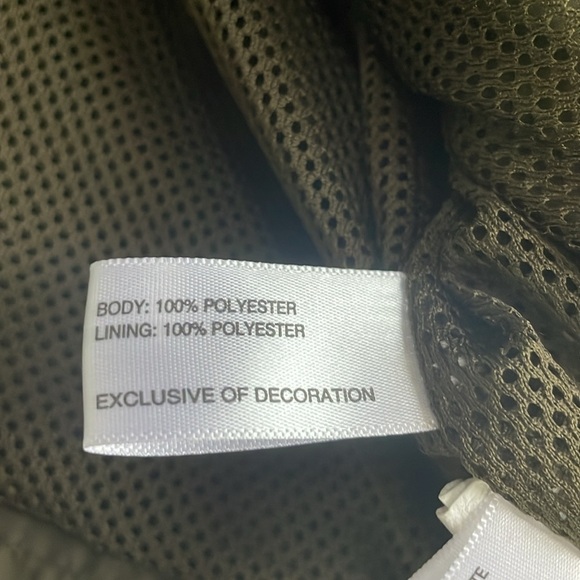 BODY: 100% POLYESTER
LINING: 100% POLYESTER
EXCLUSIVE OF DECORATION